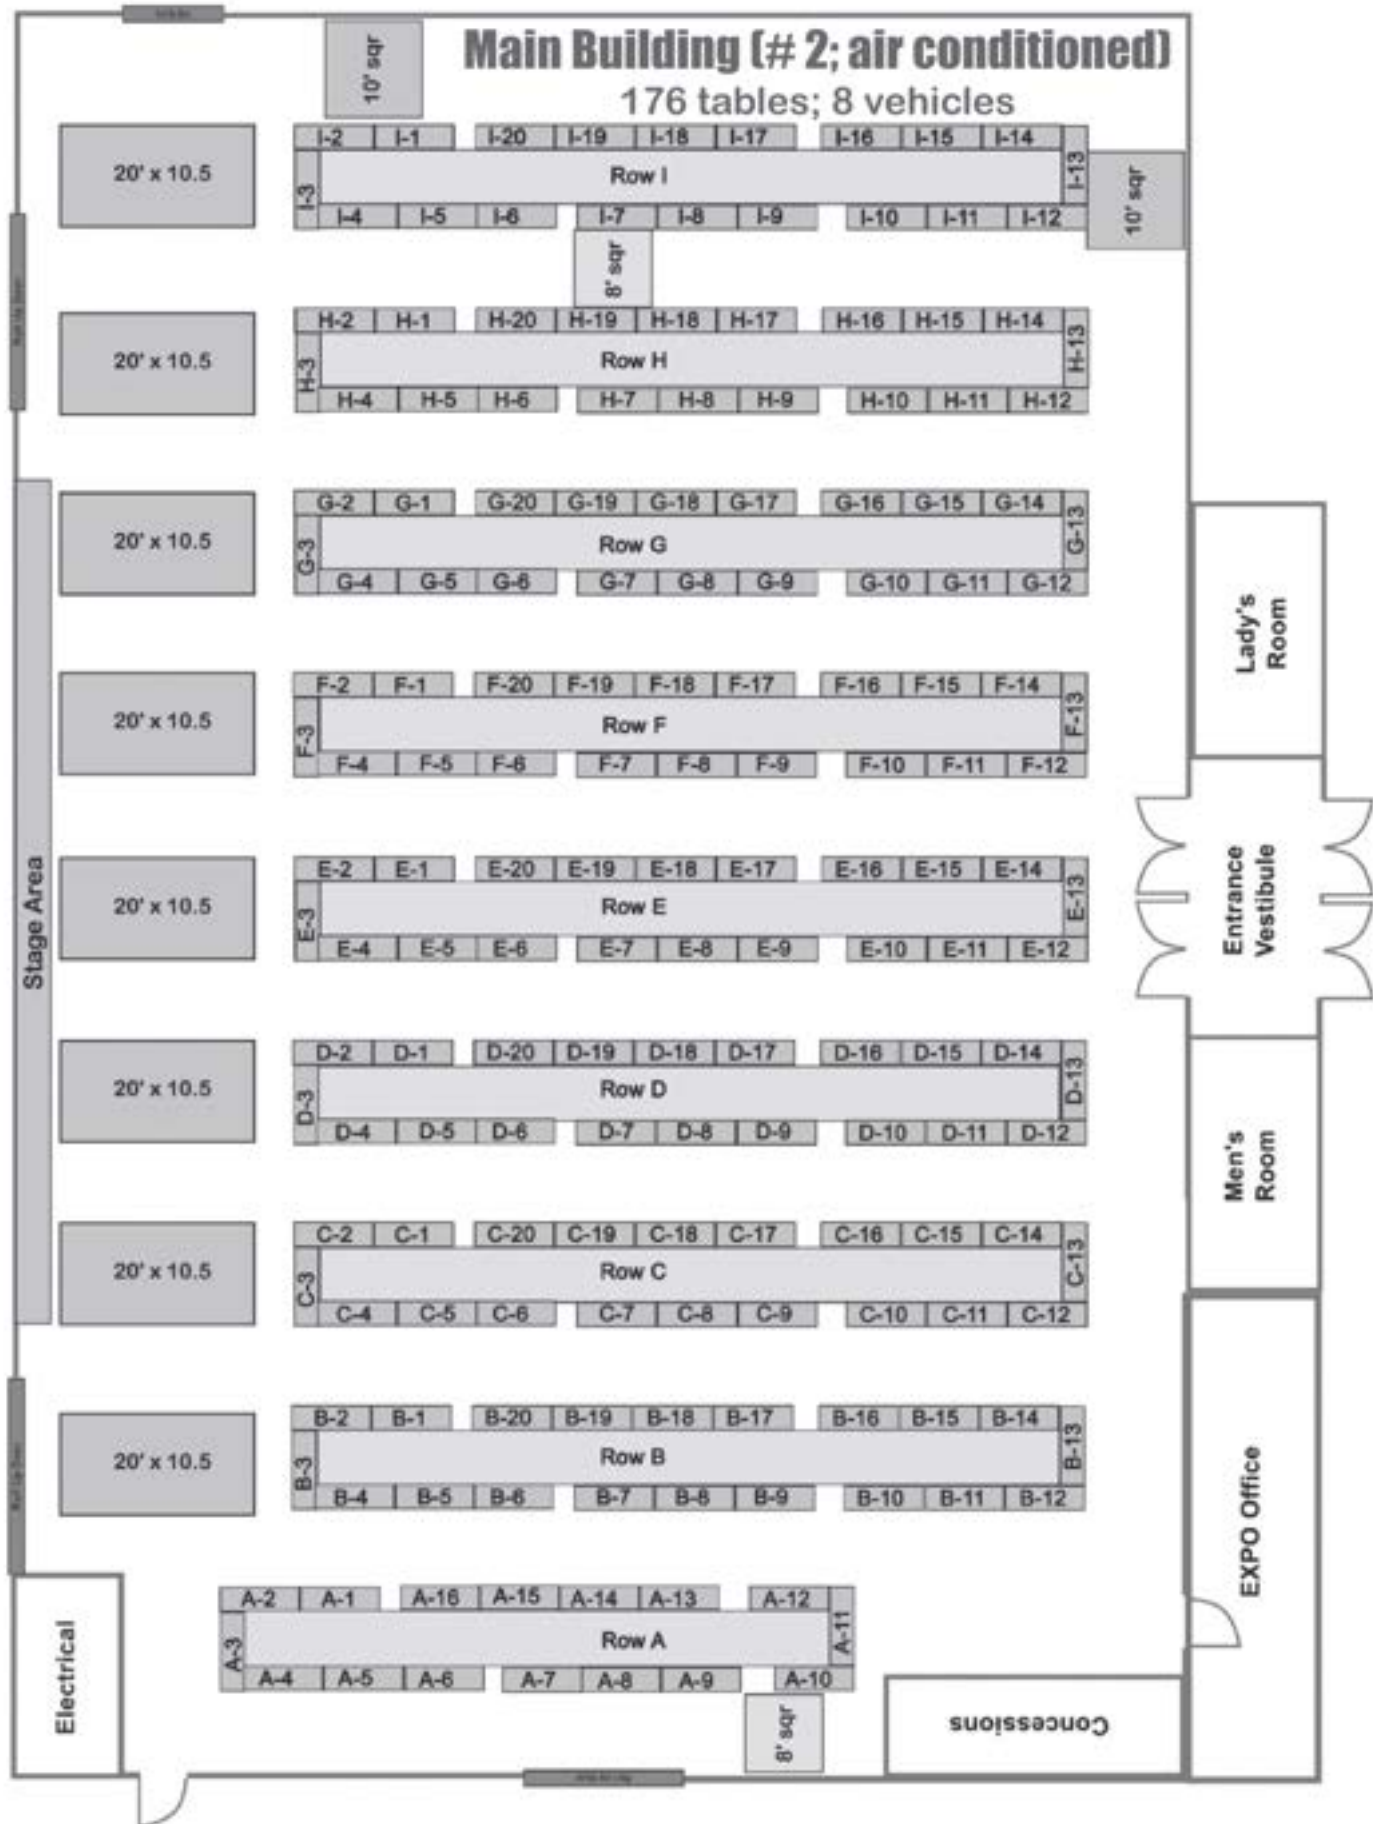 Main Building (# 2; air conditioned)
176 tables; 8 vehicles
10' sqr
I-2 I-1 I-20 I-19 I-18 I-17 I-16 I-15 I-14
20' x 10.5 I-3 Row I I-13 10' sqr
I-4 I-5 I-6 I-7 I-8 I-9 I-10 I-11 I-12
8' sqr
H-2 H-1 H-20 H-19 H-18 H-17 H-16 H-15 H-14
20' x 10.5 H-3 Row H H-13
H-4 H-5 H-6 H-7 H-8 H-9 H-10 H-11 H-12
G-2 G-1 G-20 G-19 G-18 G-17 G-16 G-15 G-14
20' x 10.5 G-3 Row G G-13
G-4 G-5 G-6 G-7 G-8 G-9 G-10 G-11 G-12
Lady's
Room
F-2 F-1 F-20 F-19 F-18 F-17 F-16 F-15 F-14
20' x 10.5 F-3 Row F F-13
F-4 F-5 F-6 F-7 F-8 F-9 F-10 F-11 F-12
Stage Area
E-2 E-1 E-20 E-19 E-18 E-17 E-16 E-15 E-14
20' x 10.5 E-3 Row E E-13
E-4 E-5 E-6 E-7 E-8 E-9 E-10 E-11 E-12
Entrance
Vestibule
D-2 D-1 D-20 D-19 D-18 D-17 D-16 D-15 D-14
20' x 10.5 D-3 Row D D-13
D-4 D-5 D-6 D-7 D-8 D-9 D-10 D-11 D-12
Men's
Room
C-2 C-1 C-20 C-19 C-18 C-17 C-16 C-15 C-14
20' x 10.5 C-3 Row C C-13
C-4 C-5 C-6 C-7 C-8 C-9 C-10 C-11 C-12
B-2 B-1 B-20 B-19 B-18 B-17 B-16 B-15 B-14
20' x 10.5 B-3 Row B B-13
B-4 B-5 B-6 B-7 B-8 B-9 B-10 B-11 B-12
EXPO Office
A-2 A-1 A-16 A-15 A-14 A-13 A-12
A-3 Row A A-11
A-4 A-5 A-6 A-7 A-8 A-9 A-10
Electrical
8' sqr
Concessions